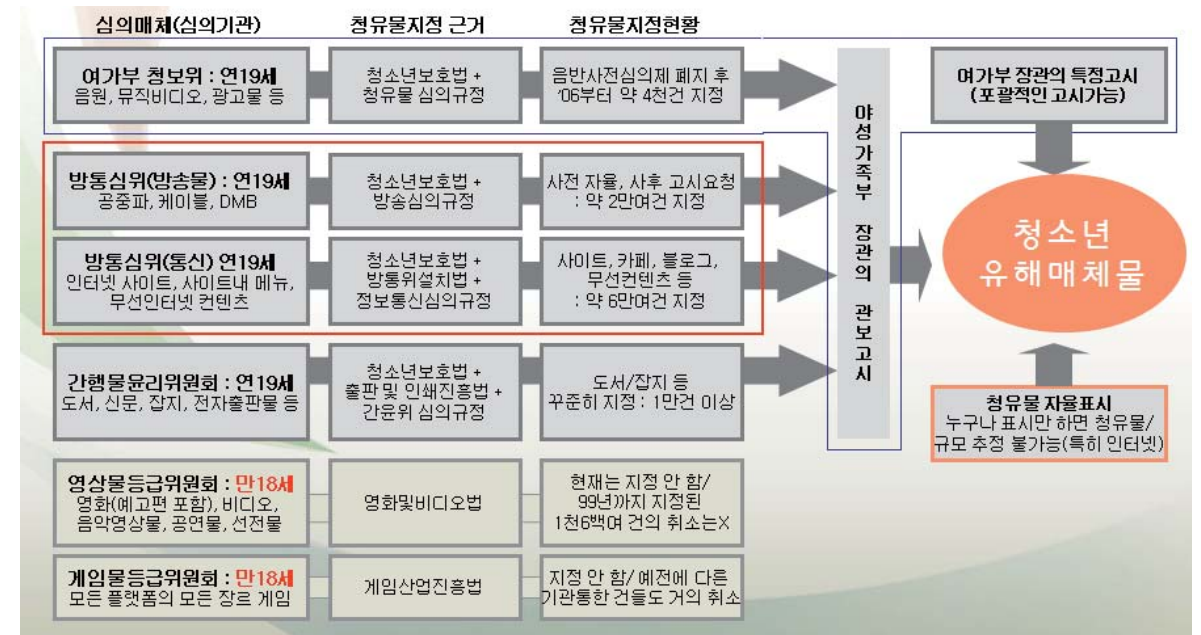 심의매체(심의기관) 청유물지정 근거 청유물지정현황
여가부 청보위 : 연19세
음원, 뮤직비디오, 광고물 등
청소년보호법 +
청유물 심의규정
음반사전심의제 폐지 후
'06부터 약 4천건 지정
여가부 장관의 특정고시
(포괄적인 고시가능)
방통심위(방송물) : 연19세
공중파, 케이블, DMB
청소년보호법 +
방송심의규정
사전 자율, 사후 고시요청
: 약 2만여건 지정
방통심위(통신) 연19세
인터넷 사이트, 사이트내 메뉴,
무선인터넷 컨텐츠
청소년보호법 +
방통위설치법 +
정보통신심의규정
사이트, 카페, 블로그,
무선컨텐츠 등
: 약 6만여건 지정
간행물윤리위원회 : 연19세
도서, 신문, 잡지, 전자출판물 등
청소년보호법 +
출판 및 인쇄진흥법 +
간윤위 심의규정
도서/잡지 등
꾸준히 지정 : 1만건 이상
야성가족부 장관의 관보고시
청소년
유해매체물
청유물 자율표시
누구나 표시만 하면 청유물/
규모 추정 불가능(특히 인터넷)
영상물등급위원회 : 만18세
영화(예고편 포함), 비디오,
음악영상물, 공연물, 선전물
영화및비디오법
현재는 지정 안 함/
99년까지 지정된
1천6백여 건의 취소는X
게임물등급위원회 : 만18세
모든 플랫폼의 모든 장르 게임
게임산업진흥법
지정 안 함/ 예전에 다른
기관통한 건들도 거의 취소